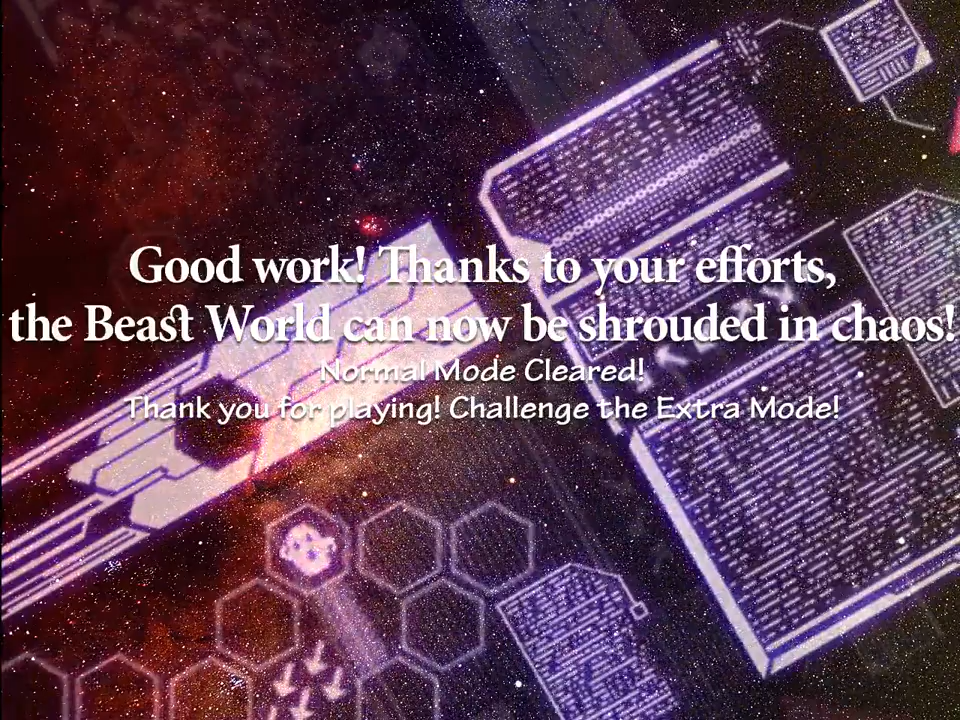 Good work! Thanks to your efforts,
the Beast World can now be shrouded in chaos!
Normal Mode Cleared!
Thank you for playing! Challenge the Extra Mode!